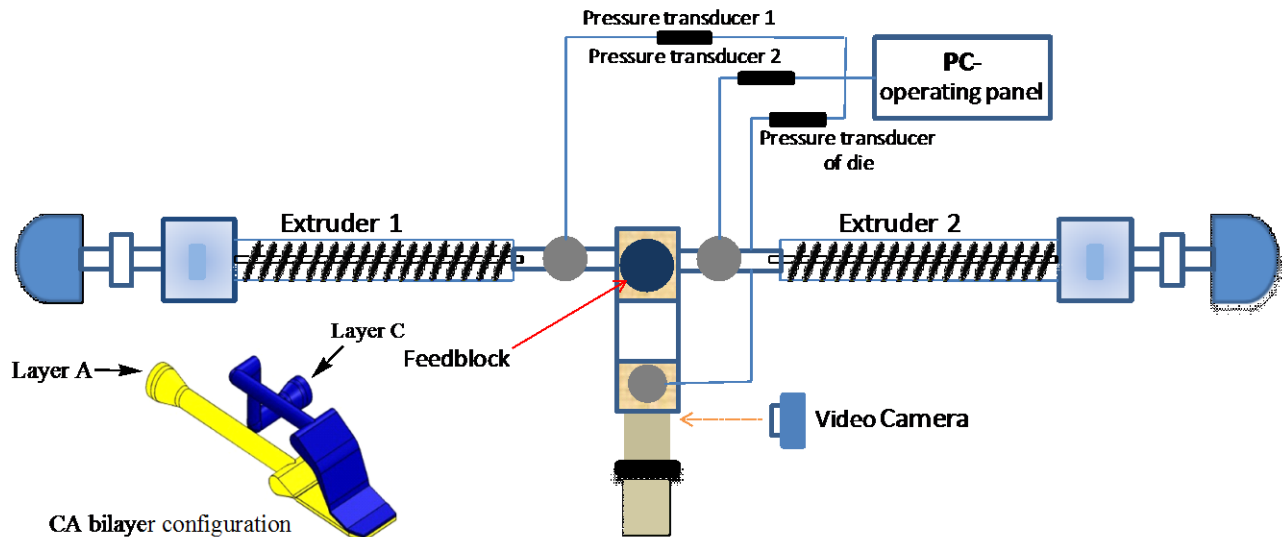 Pressure transducer 1
Pressure transducer 2
PC-
operating panel
Pressure transducer
of die
Extruder 1
Extruder 2
Layer C
Feedblock
Layer A
Video Camera
CA bilayer configuration